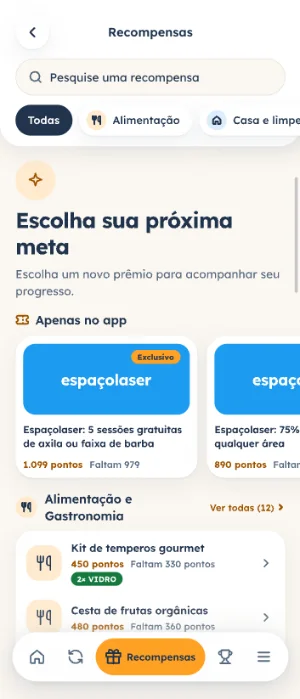 Recompensas
Pesquise uma recompensa
Todas
Alimentação
Casa e limpe
Escolha sua próxima
meta
Escolha um novo prêmio para acompanhar seu
progresso.
Apenas no app
Exclusivo
espaçolaser
espaço
Espaçolaser: 5 sessões gratuitas
de axila ou faixa de barba
1.099 pontos Faltam 979
Espaçolaser: 75%
qualquer área
890 pontos Faltam
Alimentação e
Gastronomia
Ver todas (12)
Kit de temperos gourmet
450 pontos Faltam 330 pontos
2x VIDRO
Cesta de frutas orgânicas
480 pontos Faltam 360 pontos
Recompensas